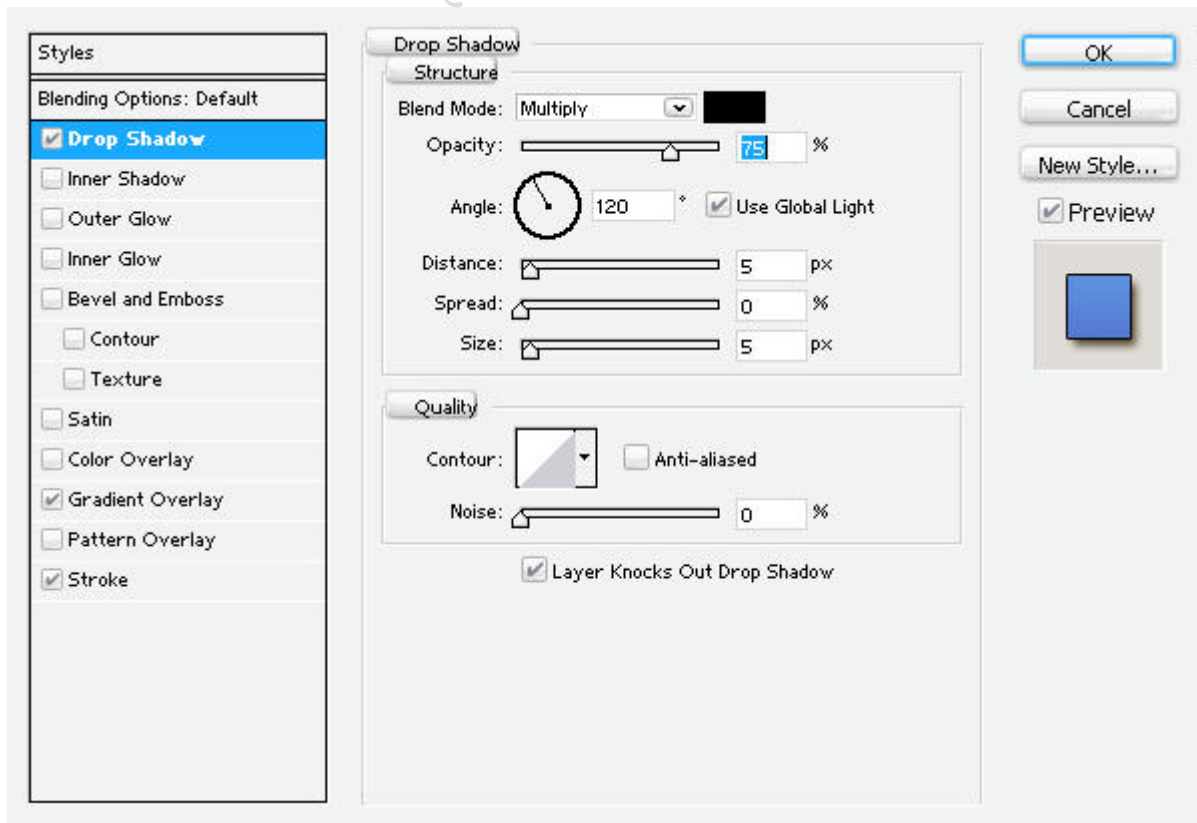 Styles
Blending Options: Default
Drop Shadow
Inner Shadow
Outer Glow
Inner Glow
Bevel and Emboss
Contour
Texture
Satin
Color Overlay
Gradient Overlay
Pattern Overlay
Stroke
Drop Shadow
Structure
Blend Mode: Multiply
Opacity: 75 %
Angle: 120 ° Use Global Light
Distance: 5 px
Spread: 0 %
Size: 5 px
Quality
Contour: Anti-aliased
Noise: 0 %
Layer Knocks Out Drop Shadow
OK
Cancel
New Style...
Preview